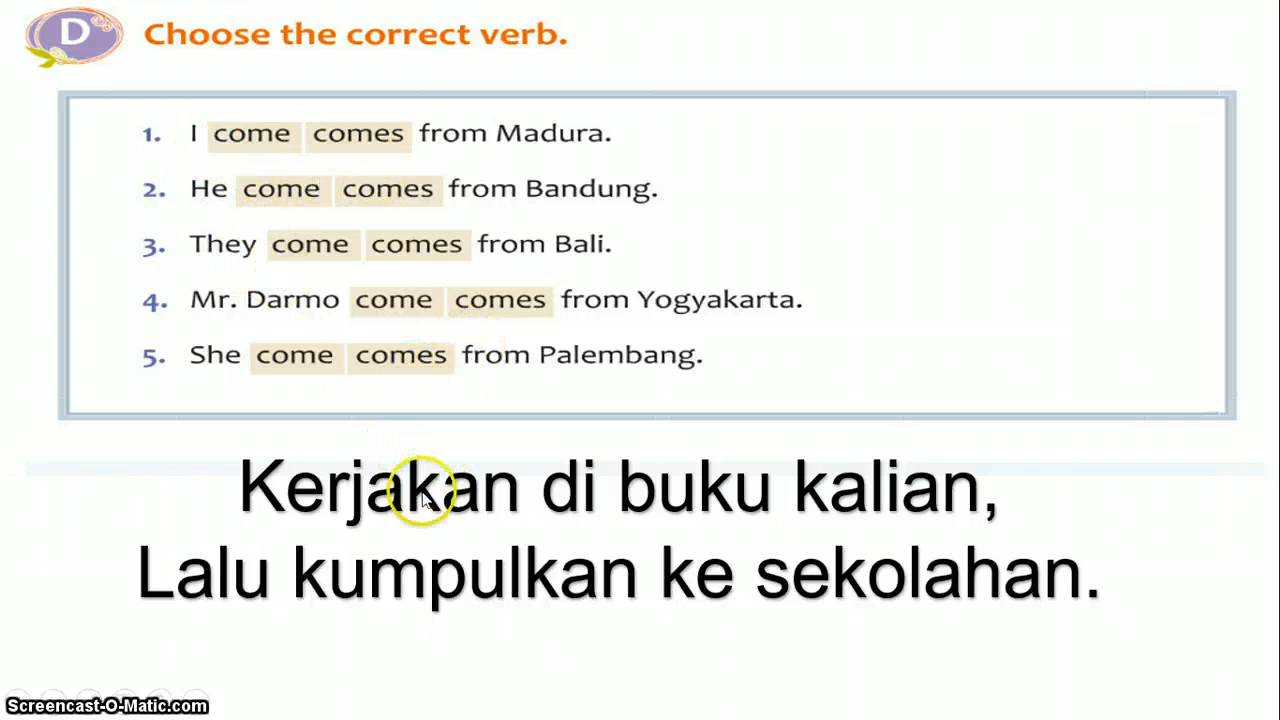 D Choose the correct verb.
1. I come comes from Madura.
2. He come comes from Bandung.
3. They come comes from Bali.
4. Mr. Darmo come comes from Yogyakarta.
5. She come comes from Palembang.
Kerjakan di buku kalian,
Lalu kumpulkan ke sekolahan.
Screencast-O-Matic.com